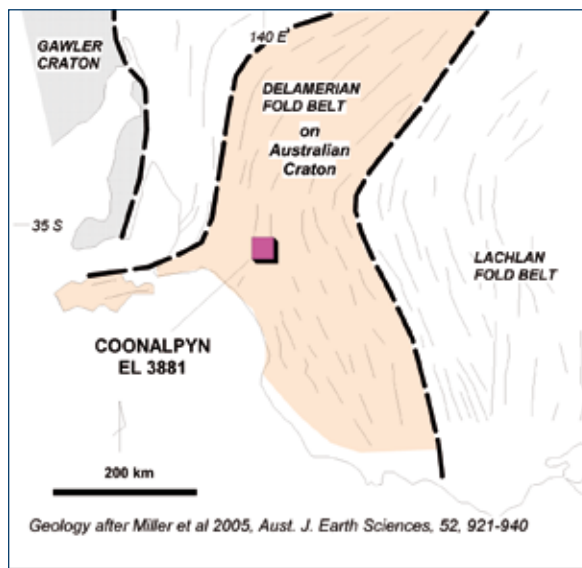 GAWLER
CRATON
140 E
DELAMERIAN
FOLD BELT
on
Australian
Craton
35 S
LACHLAN
FOLD BELT
COONALPYN
EL 3881
200 km
Geology after Miller et al 2005, Aust. J. Earth Sciences, 52, 921-940